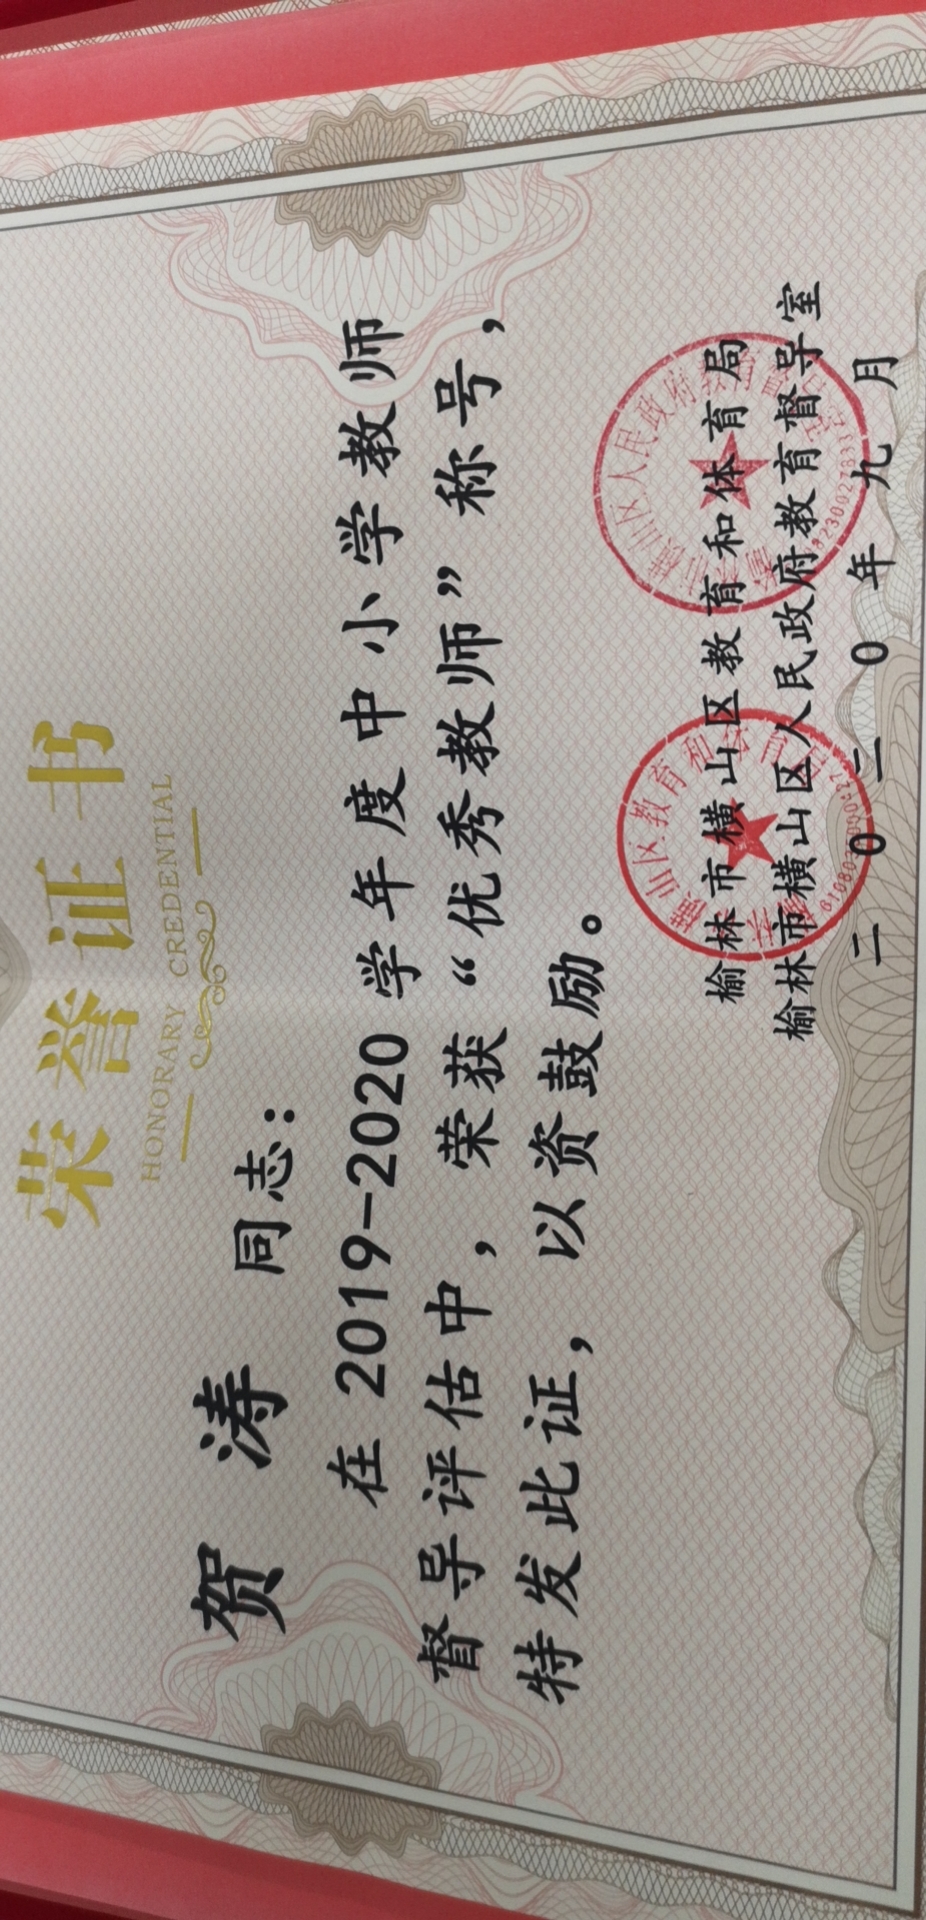 荣誉证书
HONORARY CREDENTIAL
贺涛 同志：
在 2019-2020 学年度中小学教师
督导评估中，荣获“优秀教师”称号，
特发此证，以资鼓励。
榆林市横山区教育和体育局
榆林市横山区人民政府教育督导室
二0二0年九月